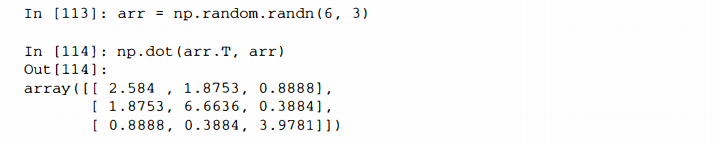 In [113]: arr = np.random.randn(6, 3)
In [114]: np.dot(arr.T, arr)
Out[114]:
array([[ 2.584 , 1.8753, 0.8888],
       [ 1.8753, 6.6636, 0.3884],
       [ 0.8888, 0.3884, 3.9781]])